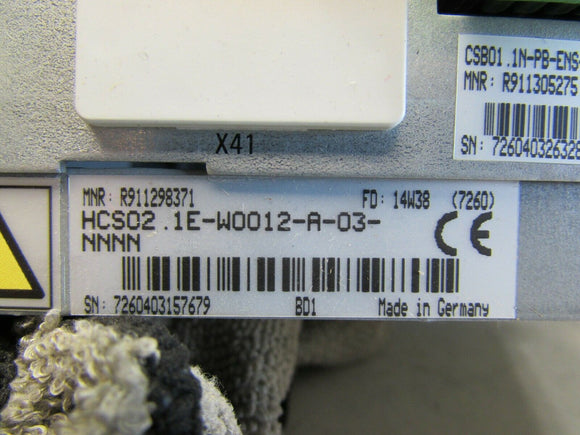 CSB01.1N-PB-ENS-
MNR: R911305275
SN: 726040326328
X41
MNR: R911298371 FD: 14W38 (7260)
HCS02.1E-W0012-A-03-
NNNN
CE
SN: 7260403157679 BD1 Made in Germany